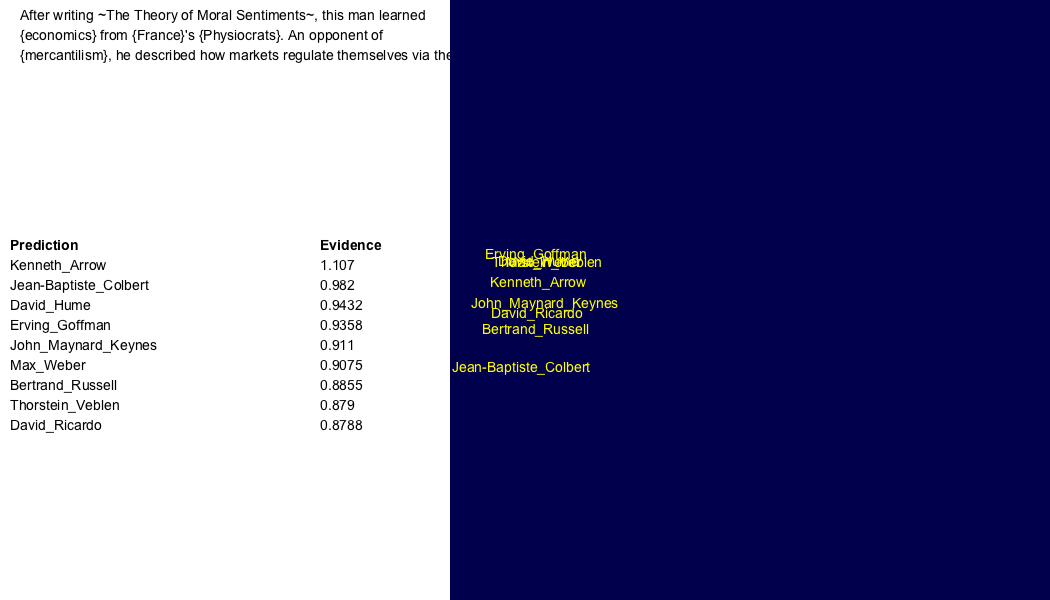 After writing ~The Theory of Moral Sentiments~, this man learned
{economics} from {France}'s {Physiocrats}. An opponent of
{mercantilism}, he described how markets regulate themselves via the
Prediction Evidence
Kenneth_Arrow 1.107
Jean-Baptiste_Colbert 0.982
David_Hume 0.9432
Erving_Goffman 0.9358
John_Maynard_Keynes 0.911
Max_Weber 0.9075
Bertrand_Russell 0.8855
Thorstein_Veblen 0.879
David_Ricardo 0.8788
Erving_Goffman
Thorstein_Veblen
Kenneth_Arrow
John_Maynard_Keynes
David_Ricardo
Bertrand_Russell
Jean-Baptiste_Colbert